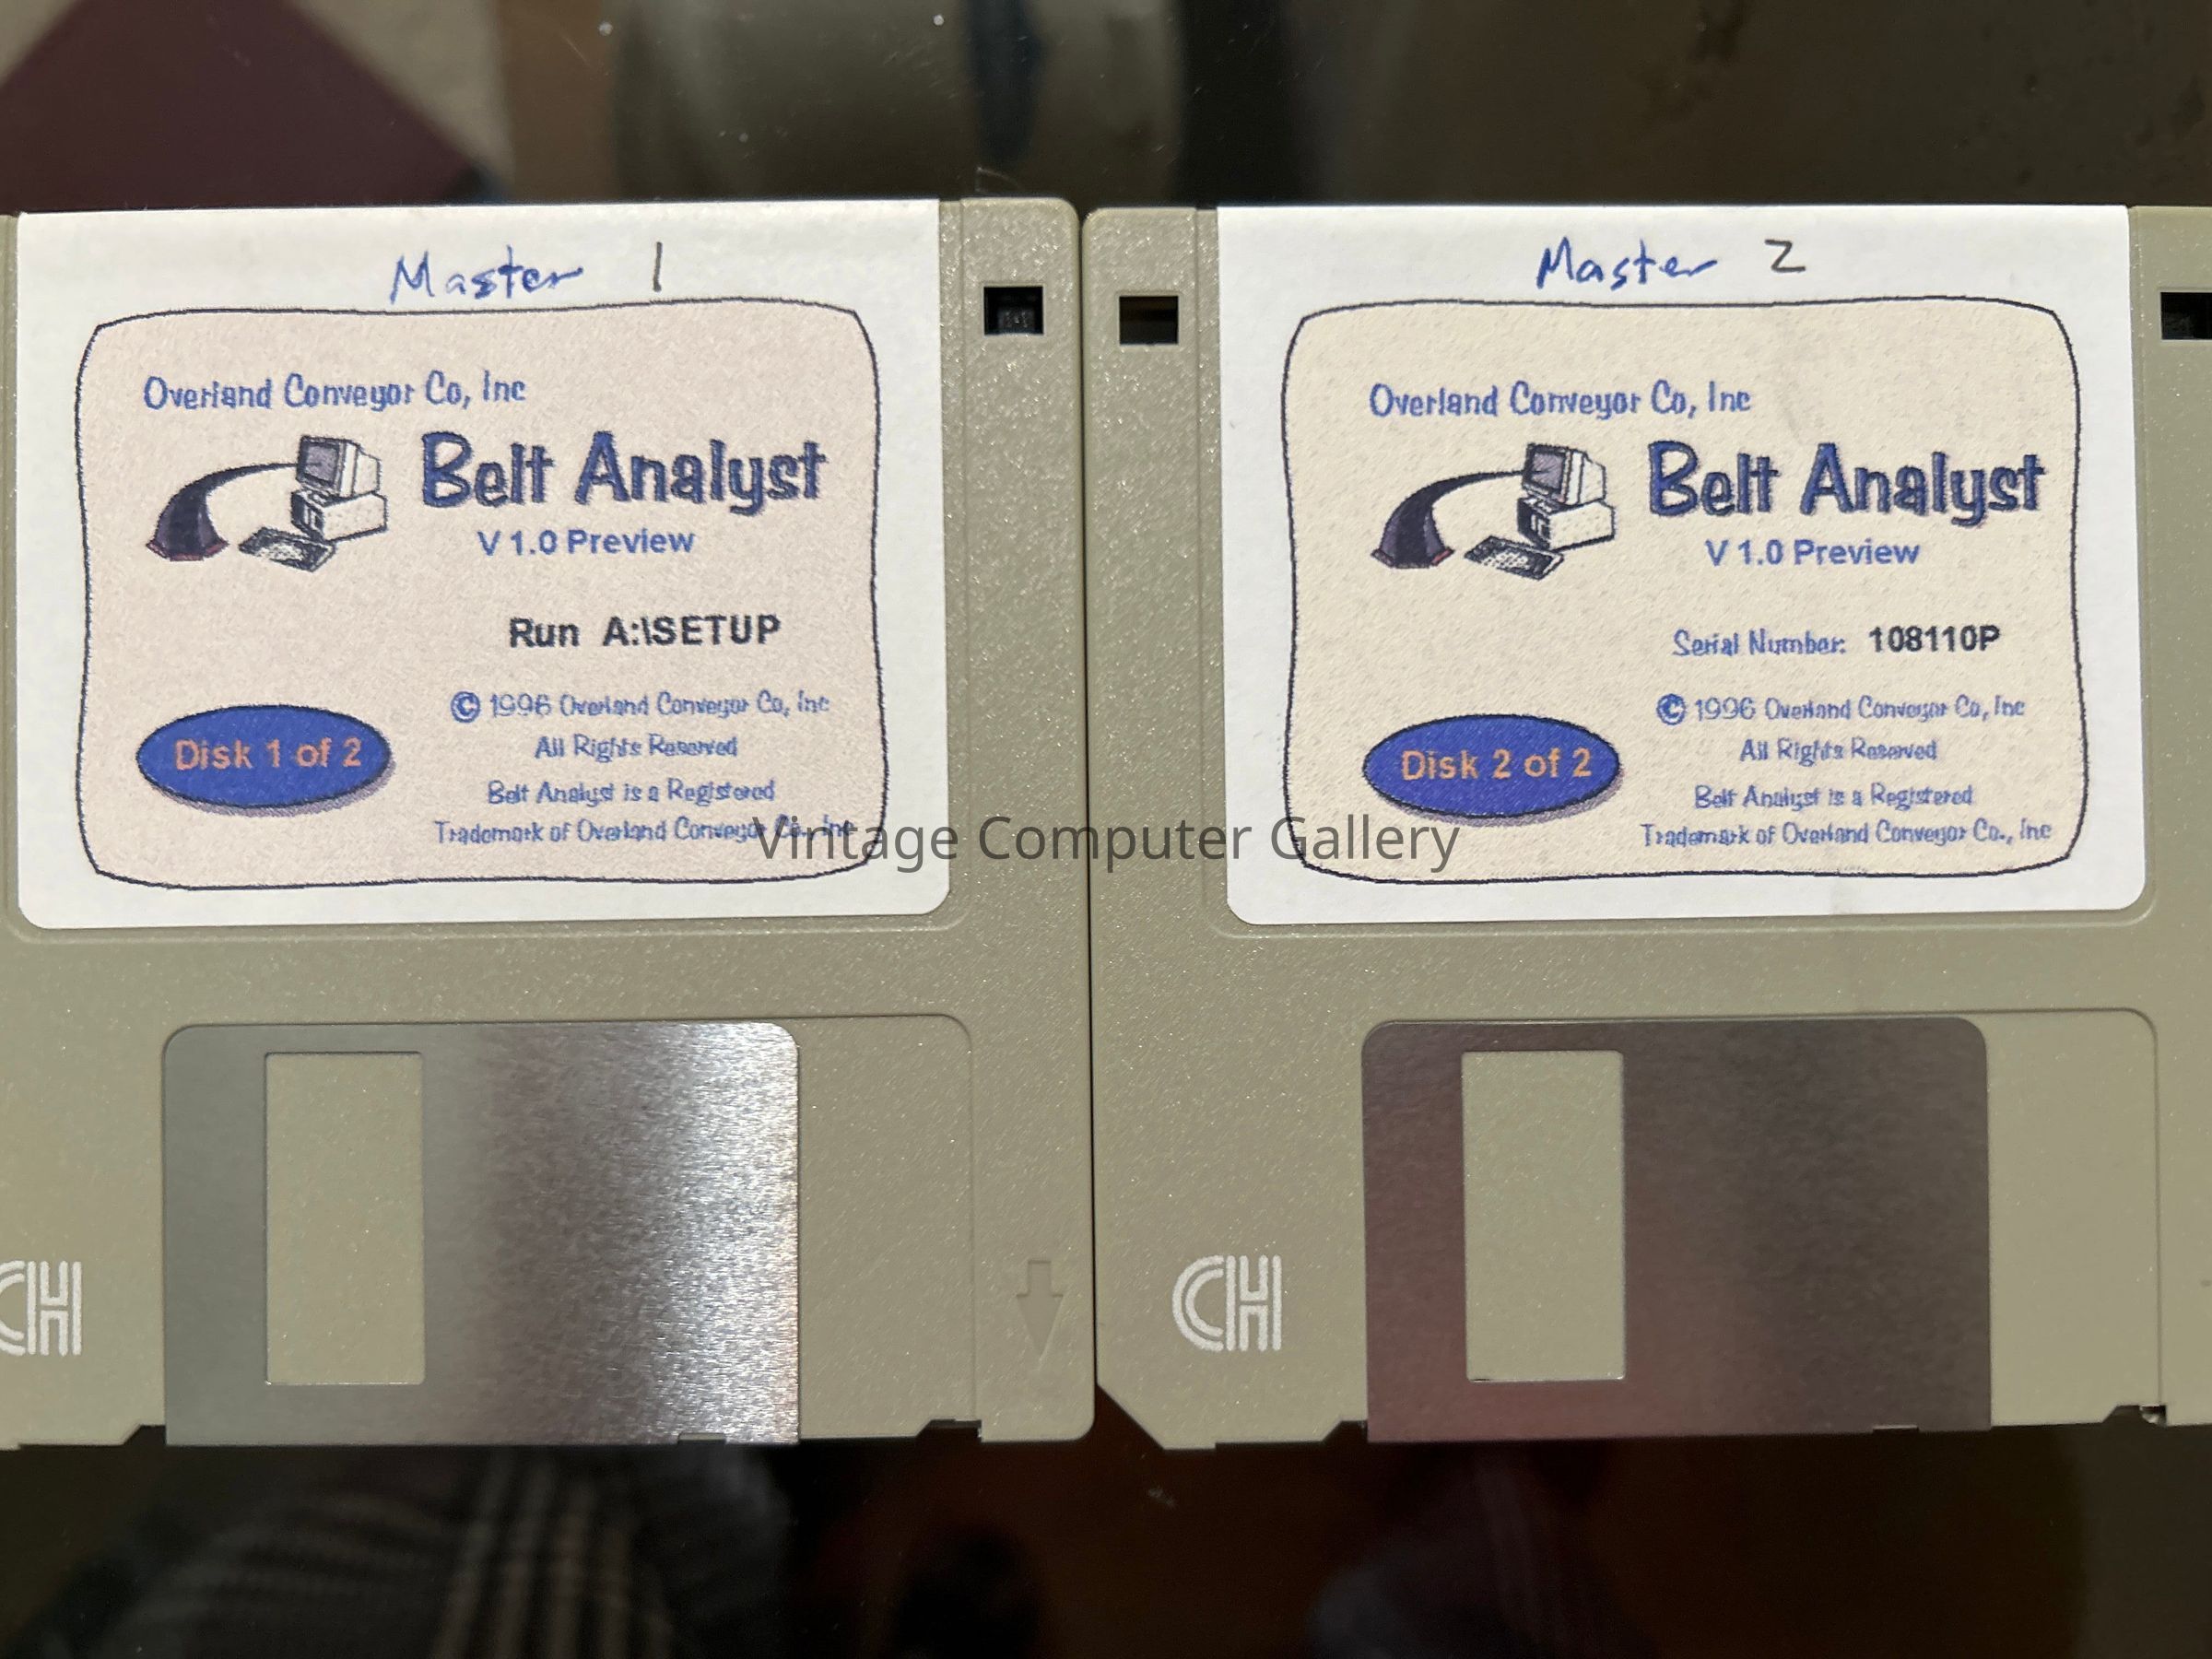 Master 1
Overland Conveyor Co, Inc
Belt Analyst
V 1.0 Preview
Run A:\SETUP
Disk 1 of 2
© 1996 Overland Conveyor Co, Inc
All Rights Reserved
Belt Analyst is a Registered
Trademark of Overland Conveyor Co., Inc
CH
Master 2
Overland Conveyor Co, Inc
Belt Analyst
V 1.0 Preview
Serial Number: 108110P
Disk 2 of 2
© 1996 Overland Conveyor Co, Inc
All Rights Reserved
Belt Analyst is a Registered
Trademark of Overland Conveyor Co., Inc
CH
Vintage Computer Gallery